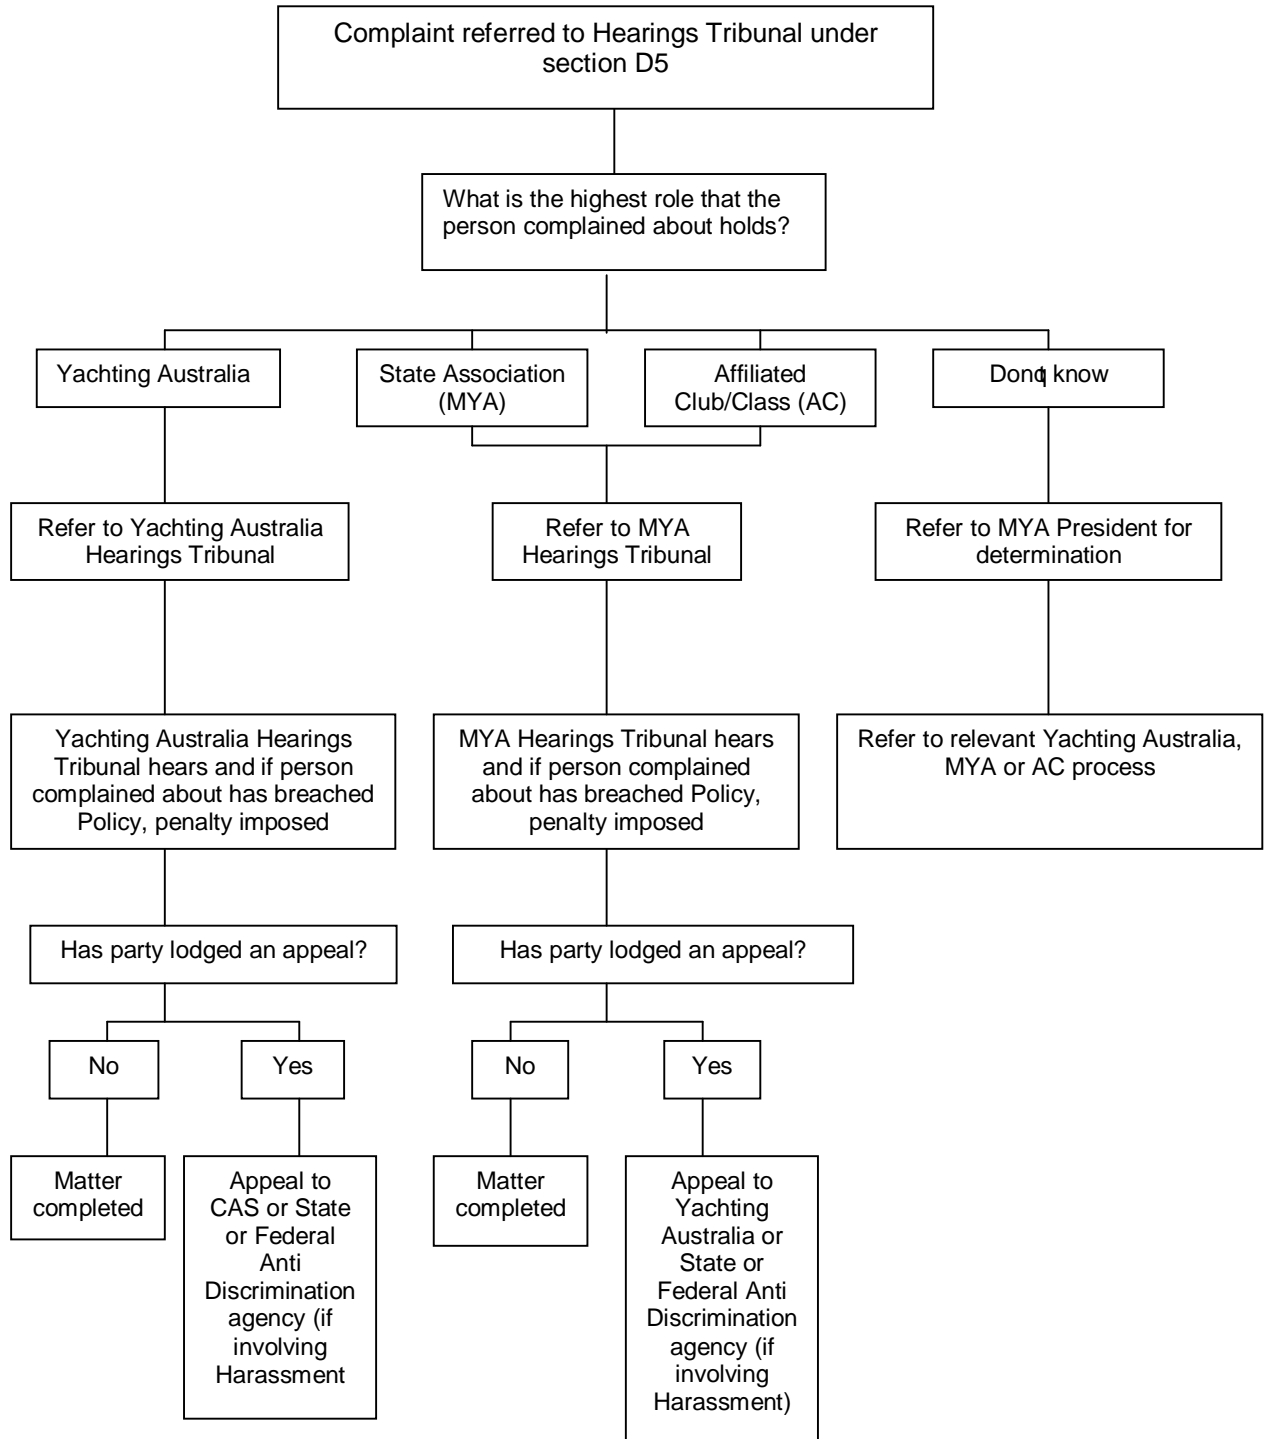 Complaint referred to Hearings Tribunal under
section D5
What is the highest role that the
person complained about holds?
Yachting Australia
State Association
(MYA)
Affiliated
Club/Class (AC)
Donq know
Refer to Yachting Australia
Hearings Tribunal
Refer to MYA
Hearings Tribunal
Refer to MYA President for
determination
Yachting Australia Hearings
Tribunal hears and if person
complained about has breached
Policy, penalty imposed
MYA Hearings Tribunal hears
and if person complained
about has breached Policy,
penalty imposed
Refer to relevant Yachting Australia,
MYA or AC process
Has party lodged an appeal?
Has party lodged an appeal?
No
Yes
No
Yes
Matter
completed
Appeal to
CAS or State
or Federal
Anti
Discrimination
agency (if
involving
Harassment
Matter
completed
Appeal to
Yachting
Australia or
State or
Federal Anti
Discrimination
agency (if
involving
Harassment)